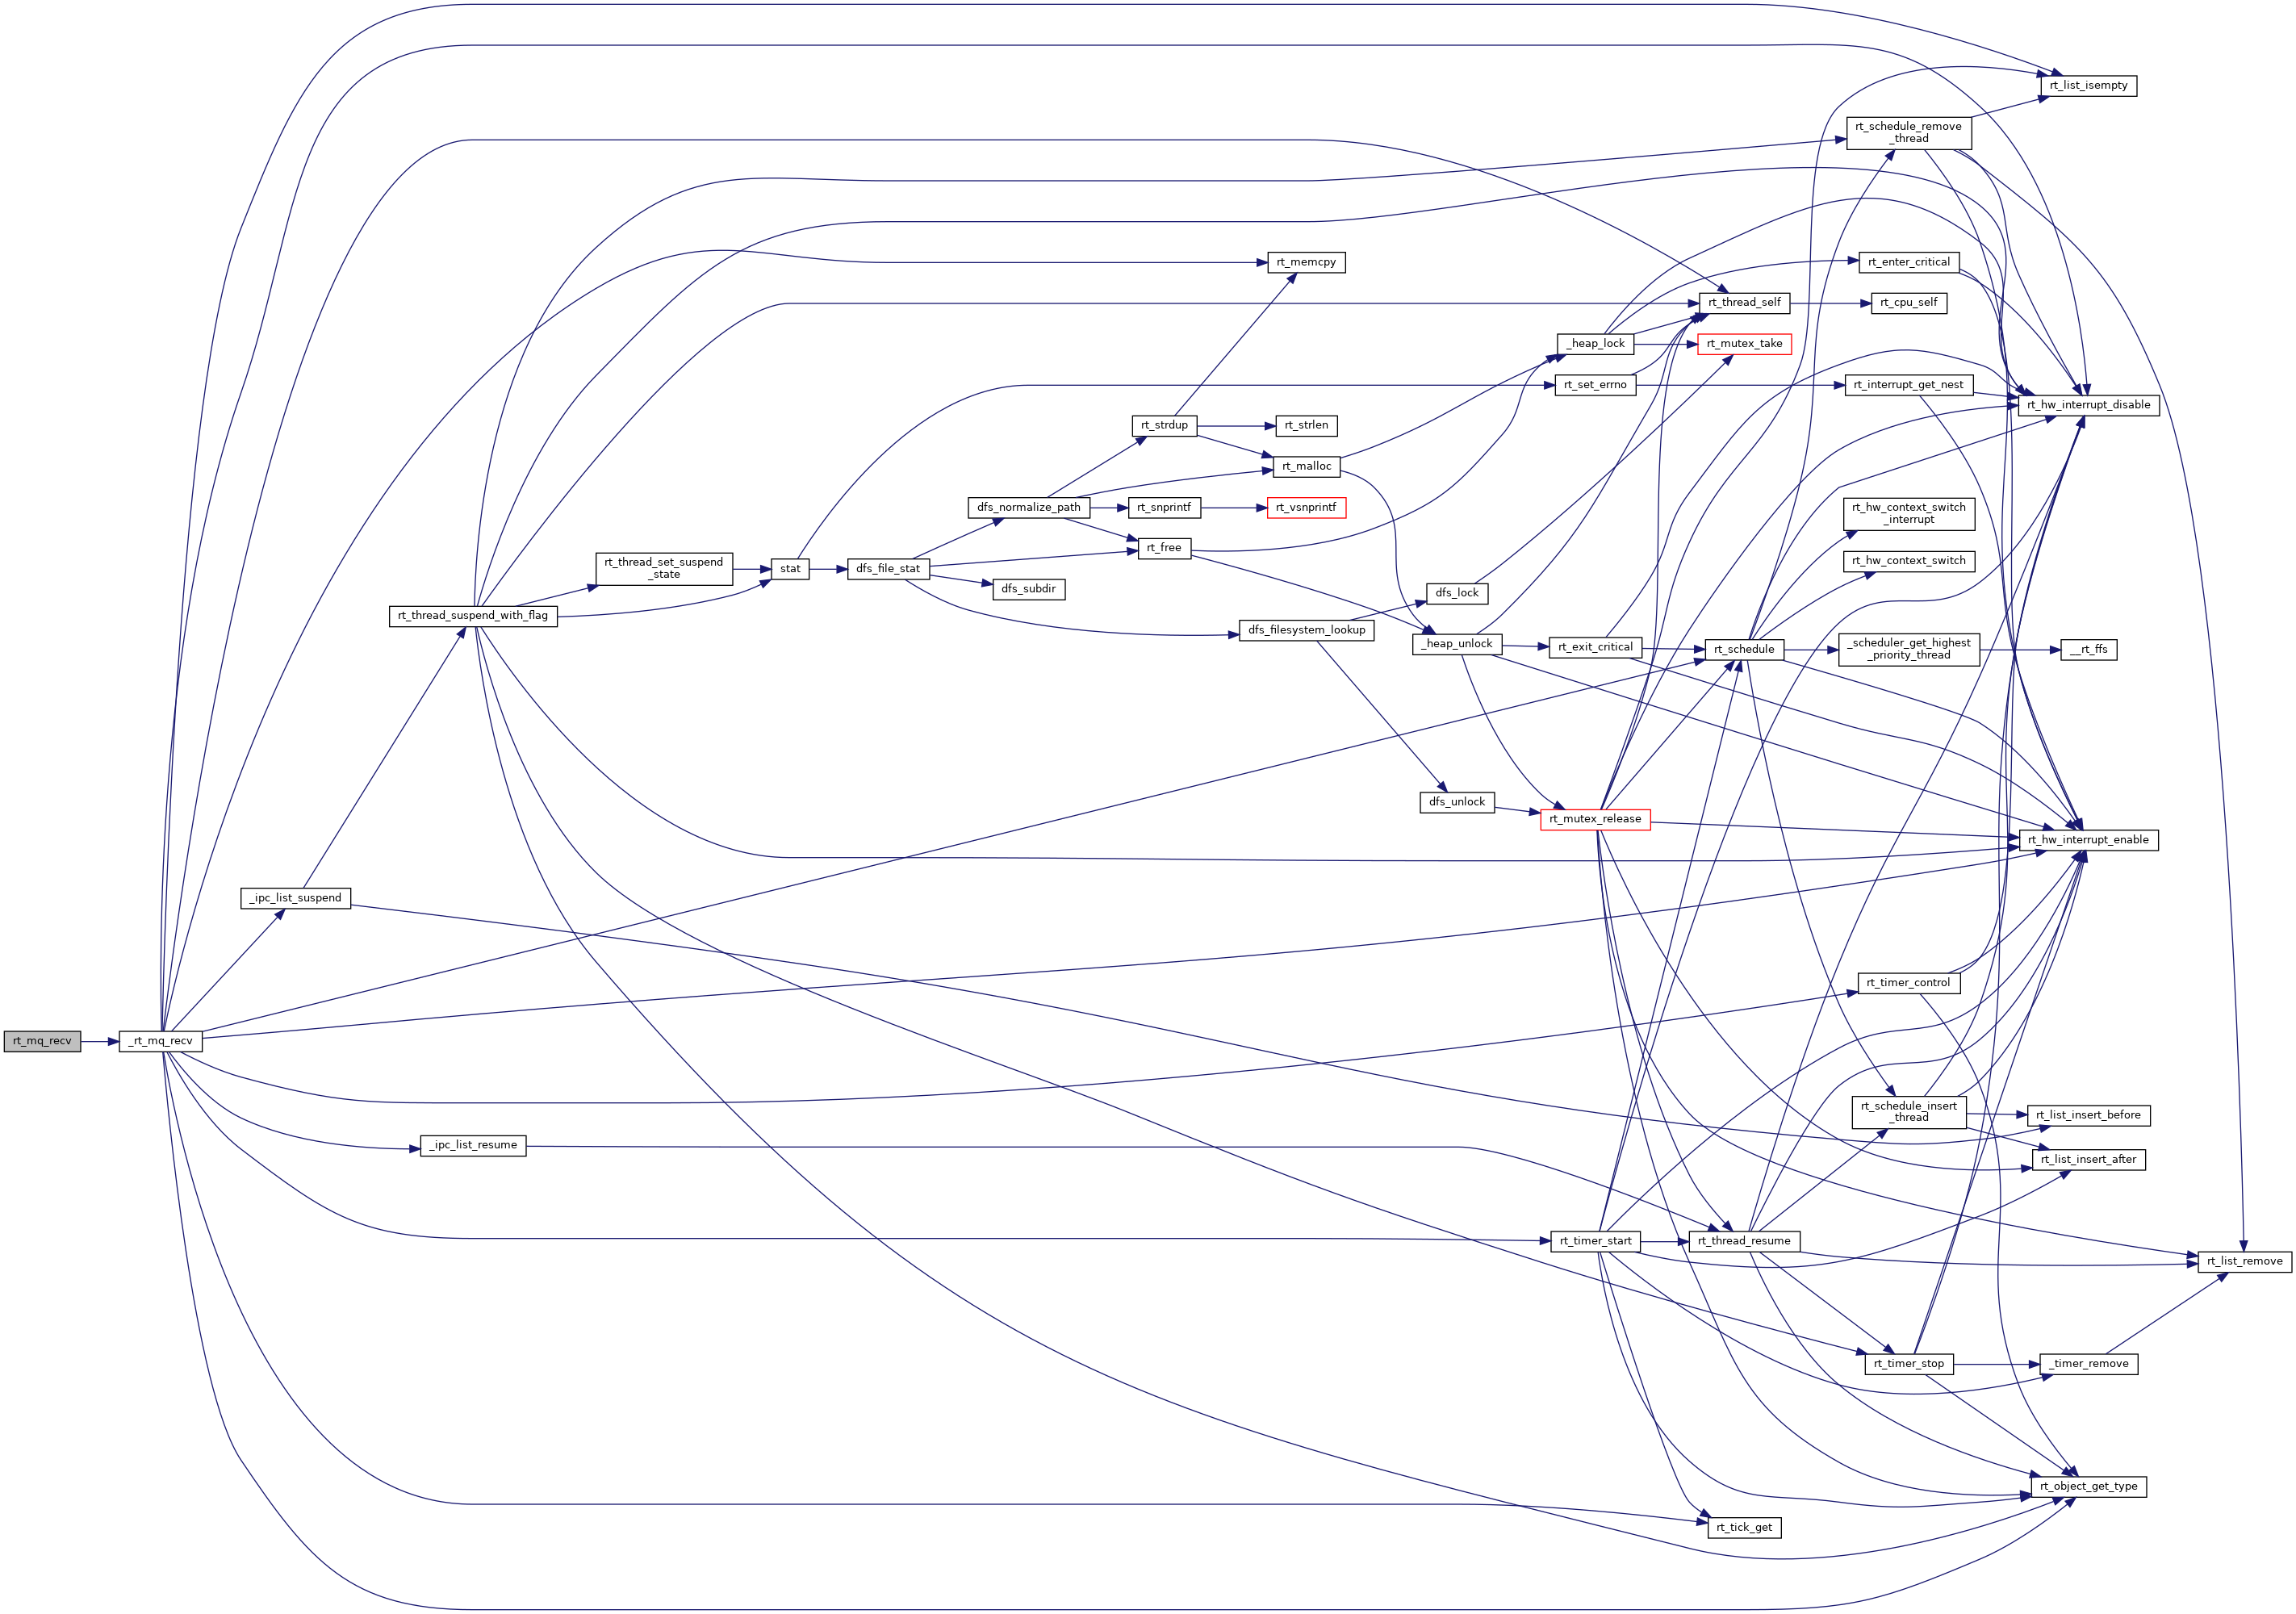 rt_list_isempty
rt_schedule_remove
_thread
rt_memcpy
rt_enter_critical
rt_thread_self
rt_cpu_self
_heap_lock
rt_mutex_take
rt_set_errno
rt_interrupt_get_nest
rt_hw_interrupt_disable
rt_strdup
rt_strlen
rt_malloc
dfs_normalize_path
rt_snprintf
rt_vsnprintf
rt_hw_context_switch
_interrupt
rt_free
rt_hw_context_switch
rt_thread_set_suspend
_state
stat
dfs_file_stat
dfs_subdir
dfs_lock
rt_thread_suspend_with_flag
dfs_filesystem_lookup
_heap_unlock
rt_exit_critical
rt_schedule
_scheduler_get_highest
_priority_thread
__rt_ffs
dfs_unlock
rt_mutex_release
rt_hw_interrupt_enable
_ipc_list_suspend
rt_timer_control
rt_mq_recv
_rt_mq_recv
rt_schedule_insert
_thread
rt_list_insert_before
_ipc_list_resume
rt_list_insert_after
rt_timer_start
rt_thread_resume
rt_list_remove
rt_timer_stop
_timer_remove
rt_object_get_type
rt_tick_get